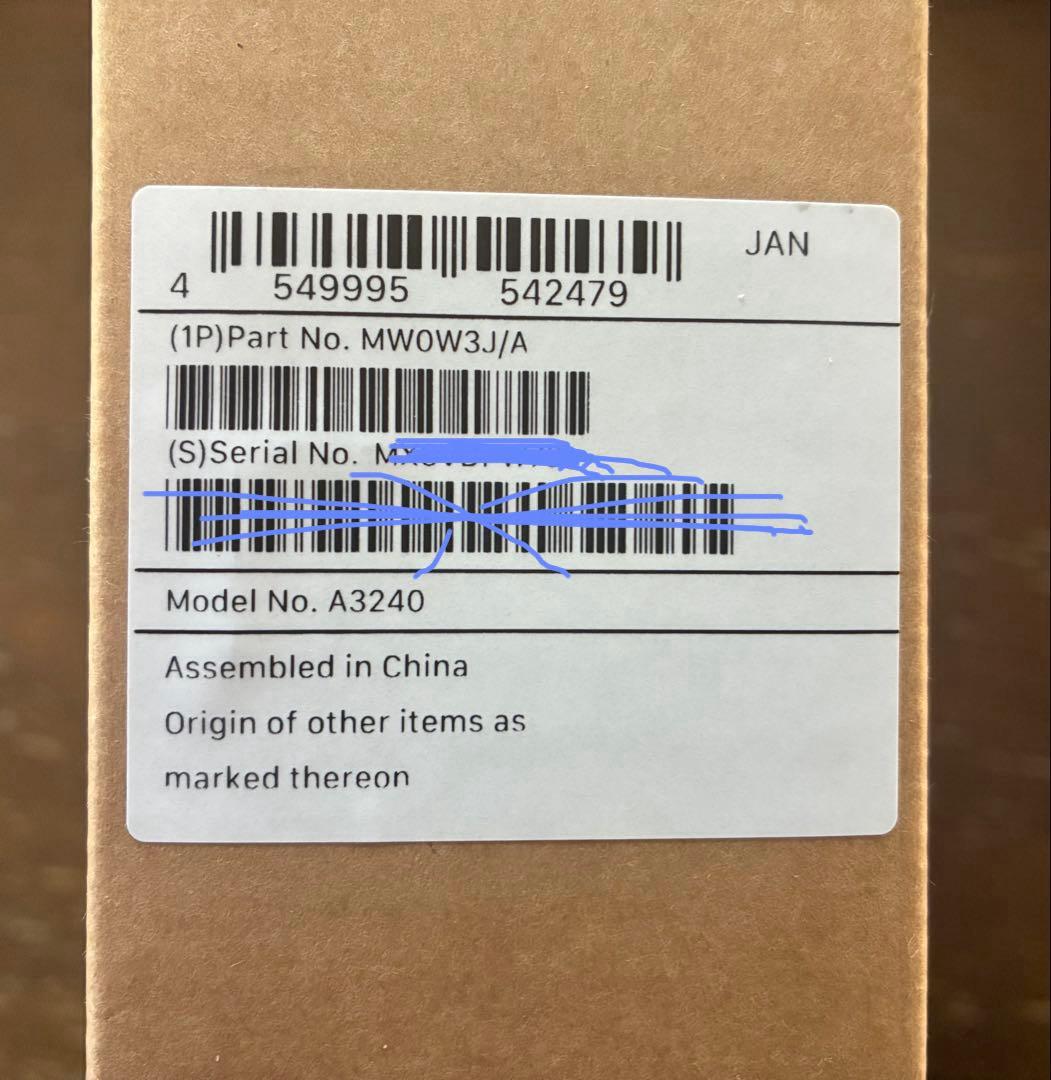 JAN
4 549995 542479
(1P)Part No. MW0W3J/A
(S)Serial No.
Model No. A3240
Assembled in China
Origin of other items as
marked thereon